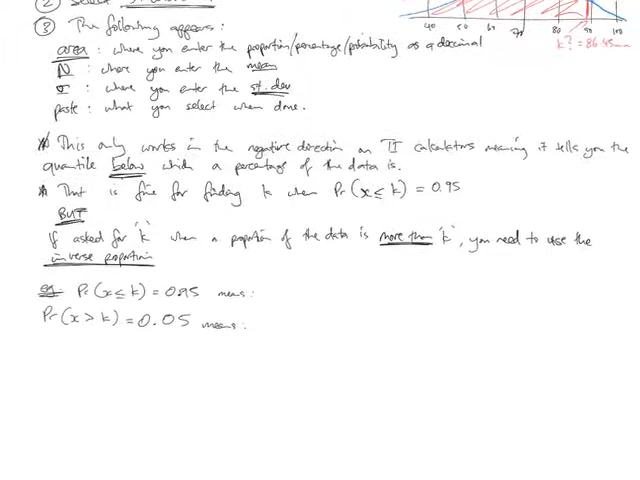 ② Select
40 50 60 70 80 90 100
k? = 86.45mm
③ The following appears:
area : where you enter the proportion/percentage/probability as a decimal
N : where you enter the mean
σ : where you enter the st.dev
paste : what you select when done.
* This only works in the negative direction on TI calculators meaning it tells you the
quantile below which a percentage of the data is.
* That is fine for finding k when Pr(x ≤ k) = 0.95
BUT
If asked for 'k' when a proportion of the data is more than 'k', you need to use the
inverse proportion
eg Pr(x ≤ k) = 0.95 means:
Pr(x > k) = 0.05 means: